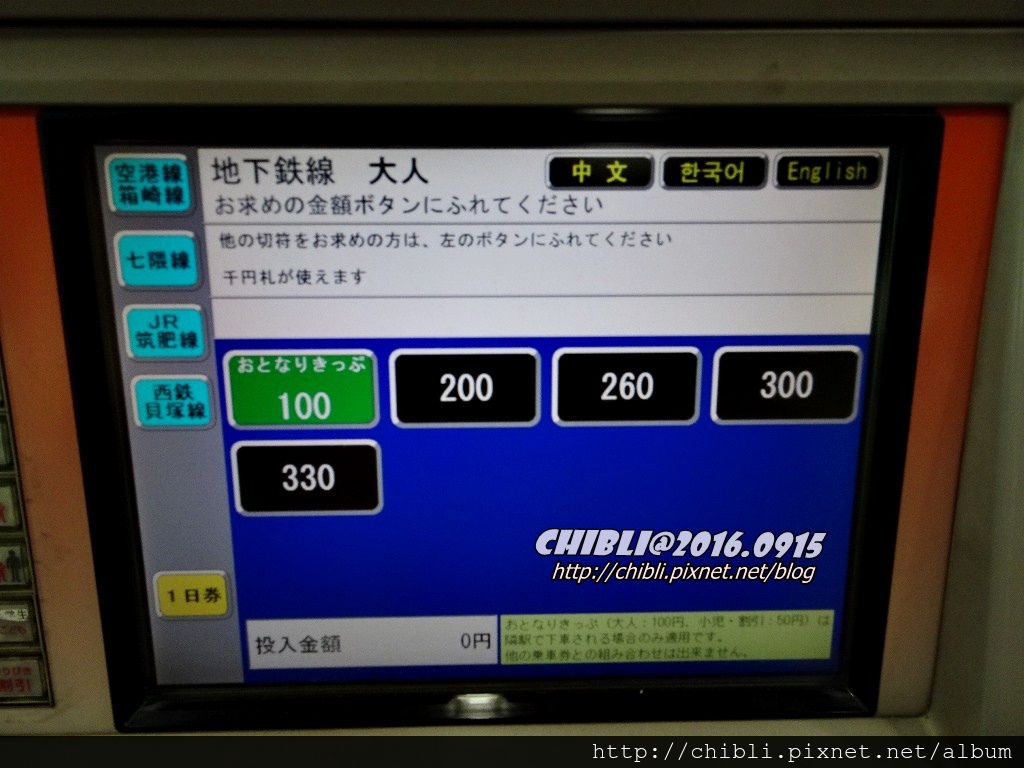 空港線
箱崎線
地下鉄線 大人
中文
한국어
English
お求めの金額ボタンにふれてください
七隈線
他の切符をお求めの方は、左のボタンにふれてください
千円札が使えます
JR
筑肥線
西鉄
貝塚線
おとなりきっぷ
100
200
260
300
330
CHIBLI@2016.0915
http://chibli.pixnet.net/blog
1日券
投入金額 0円
おとなりきっぷ(大人:100円、小児・割引:50円)は
隣駅で下車される場合のみ適用です。
他の乗車券との組み合わせは出来ません。
割引
http://chibli.pixnet.net/album